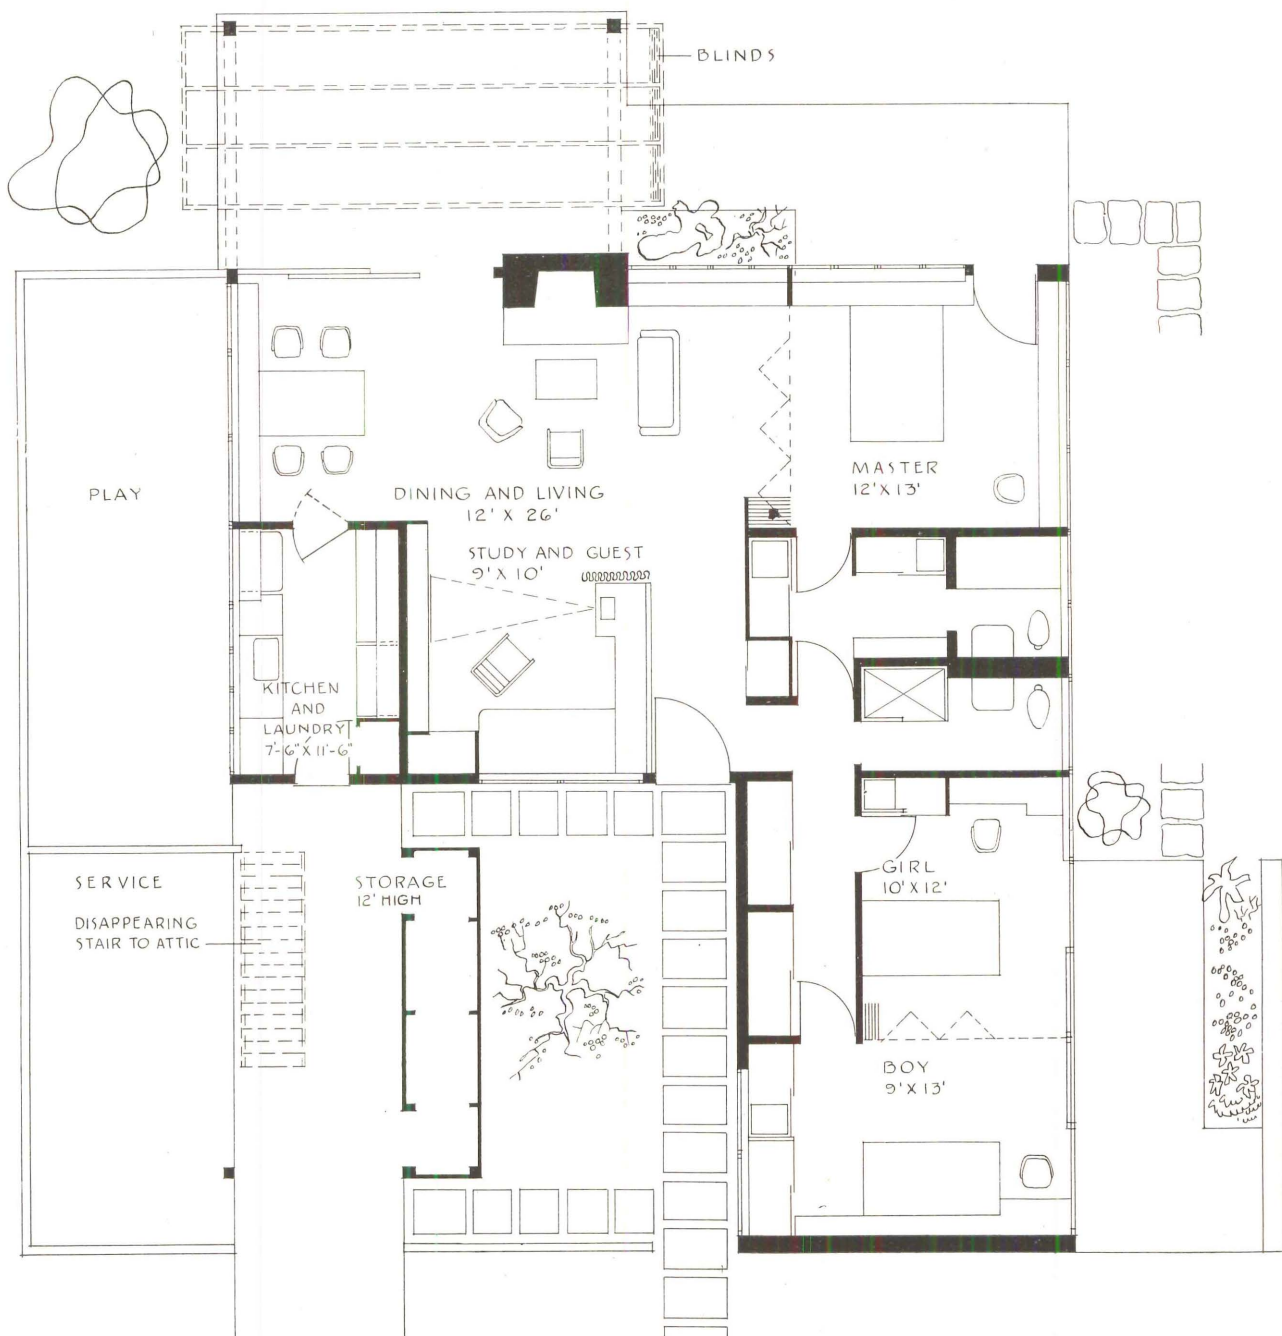 BLINDS
MASTER
12' X 13'
PLAY
DINING AND LIVING
12' X 26'
STUDY AND GUEST
9' X 10'
KITCHEN
AND
LAUNDRY
7'-6" X 11'-6"
GIRL
10' X 12'
SERVICE
STORAGE
12' HIGH
DISAPPEARING
STAIR TO ATTIC
BOY
9' X 13'